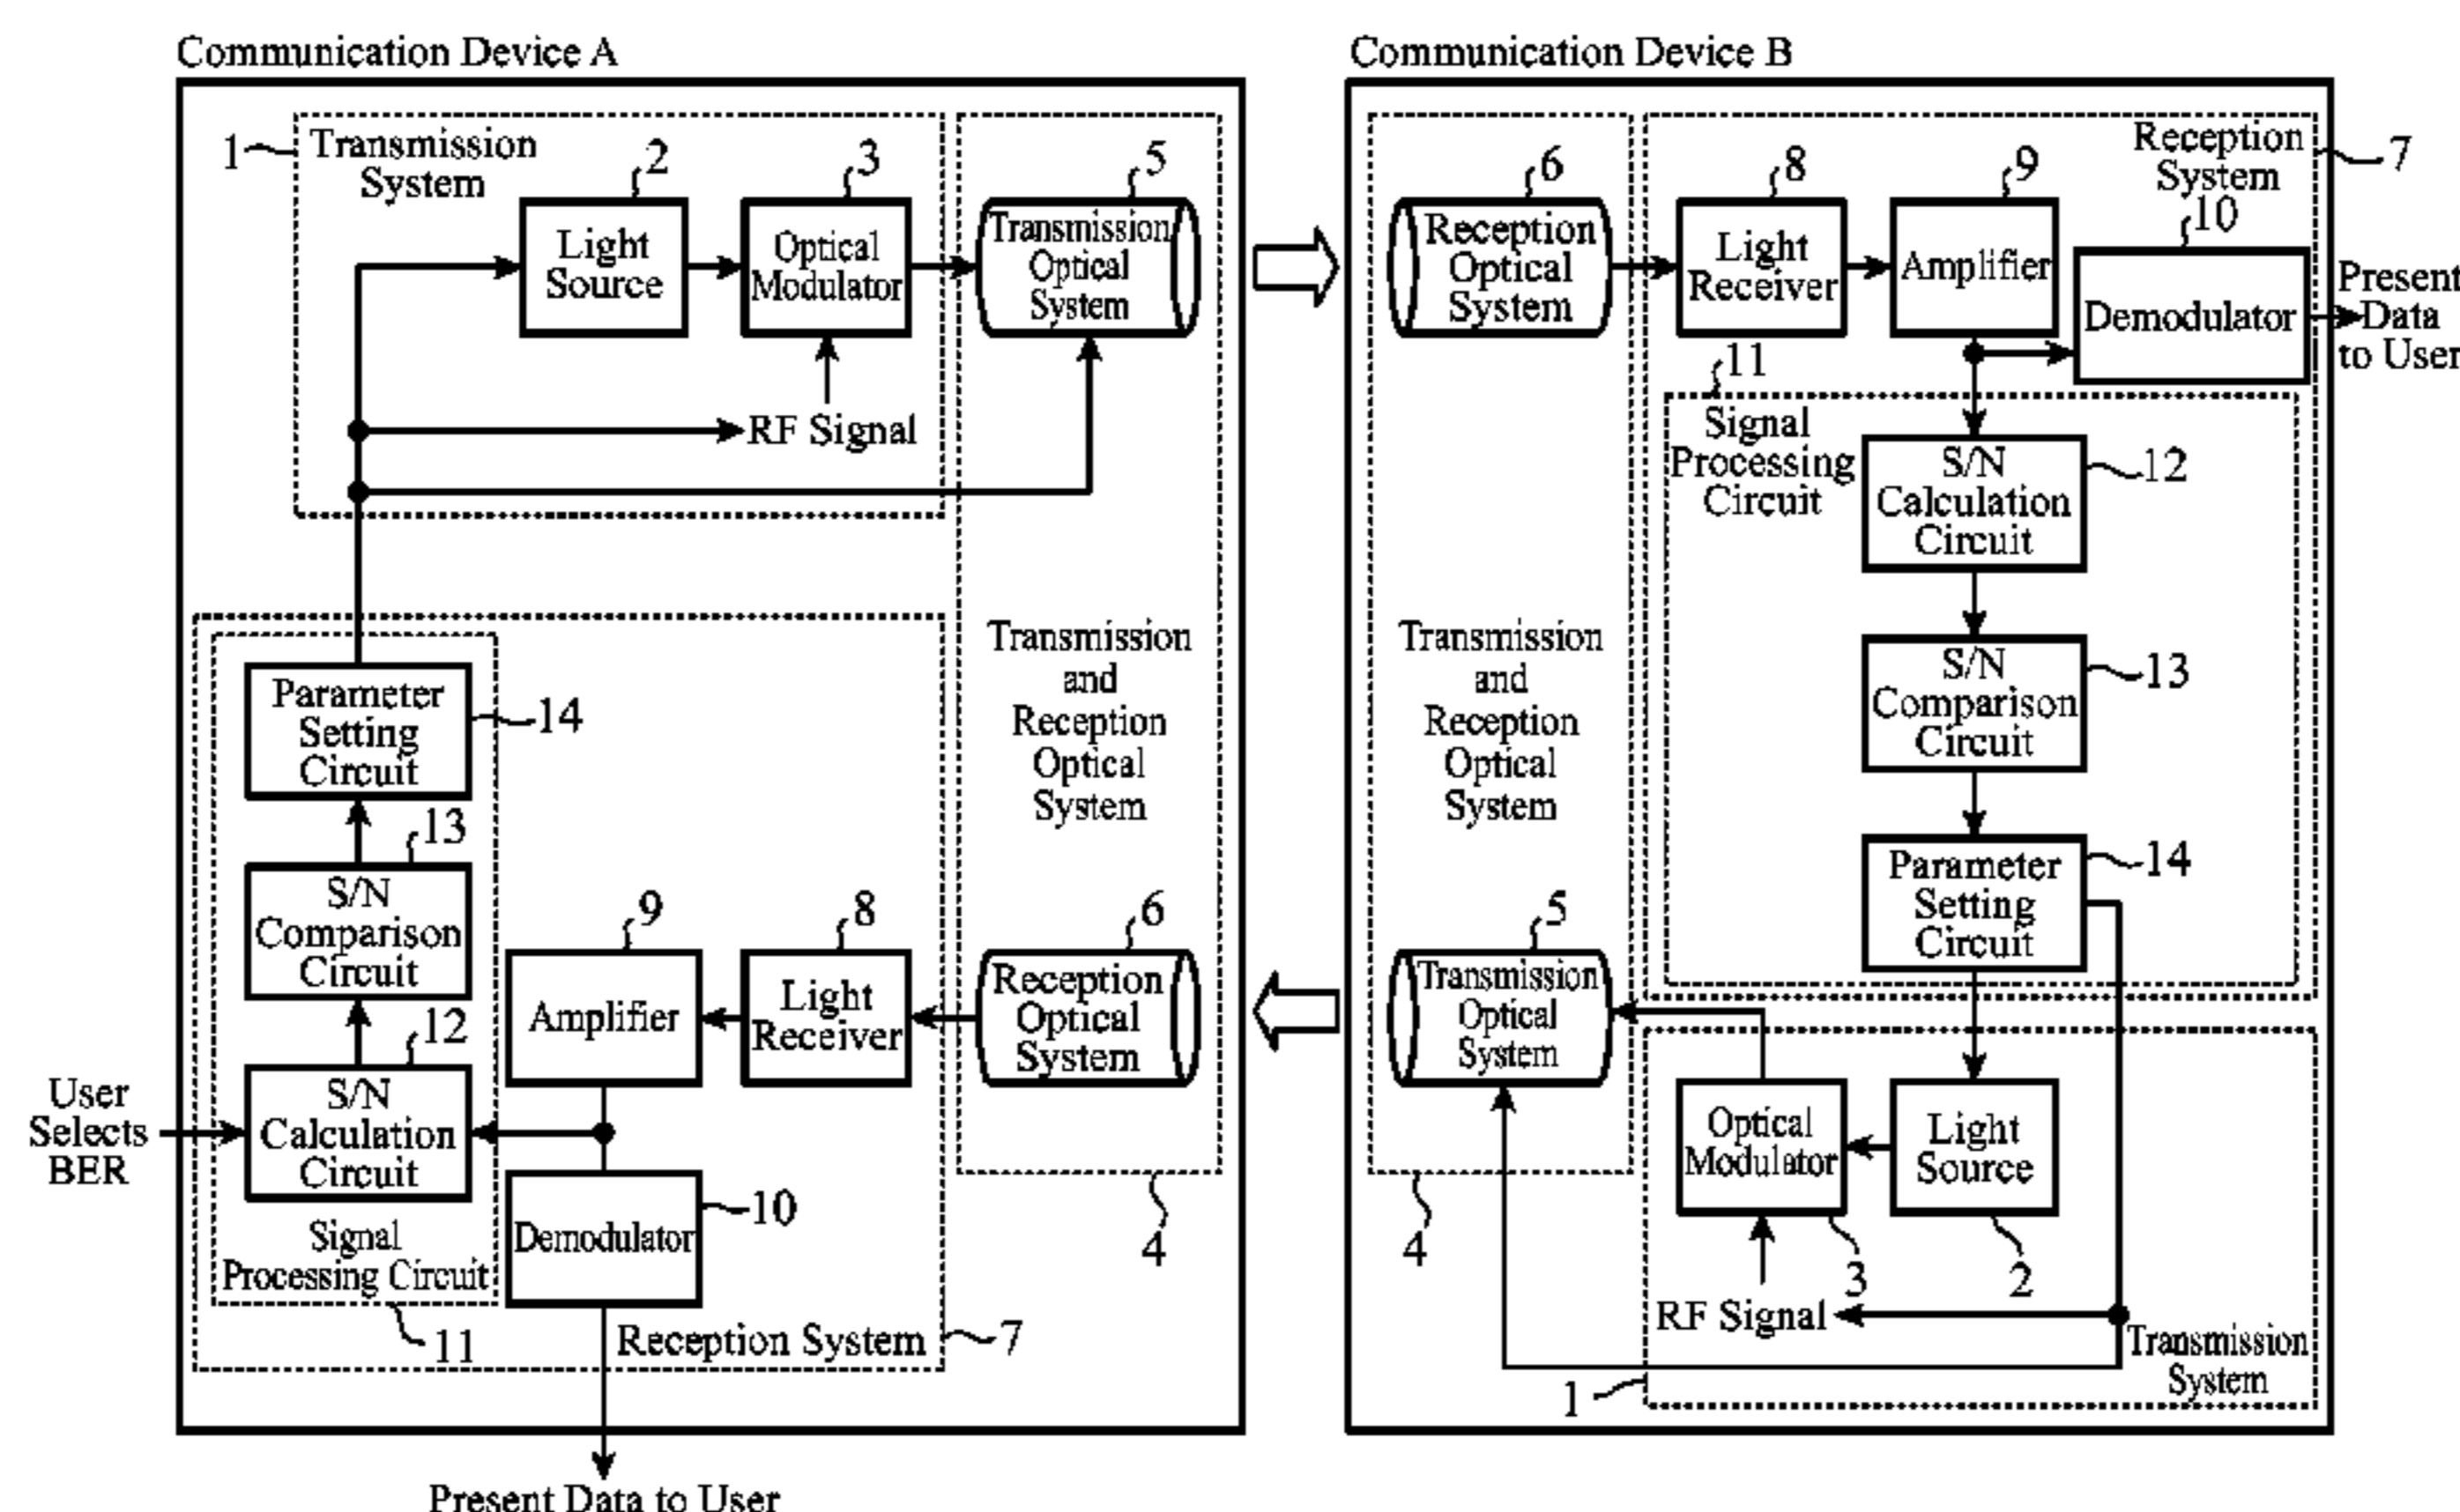 Communication Device A
1
Transmission
System
2
Light
Source
3
Optical
Modulator
RF Signal
5
Transmission
Optical
System
Transmission
and
Reception
Optical
System
Parameter
Setting
Circuit
14
13
S/N
Comparison
Circuit
12
S/N
Calculation
Circuit
User
Selects
BER
Signal
Processing Circuit
11
9
Amplifier
8
Light
Receiver
6
Reception
Optical
System
10
Demodulator
4
Reception System
7
Present Data to User
Communication Device B
6
Reception
Optical
System
8
Light
Receiver
9
Amplifier
Reception
System
7
10
Demodulator
Present
Data
to User
11
Signal
Processing
Circuit
S/N
Calculation
Circuit
12
S/N
Comparison
Circuit
13
Parameter
Setting
Circuit
14
Transmission
and
Reception
Optical
System
5
Transmission
Optical
System
4
Optical
Modulator
3
Light
Source
2
RF Signal
Transmission
System
1